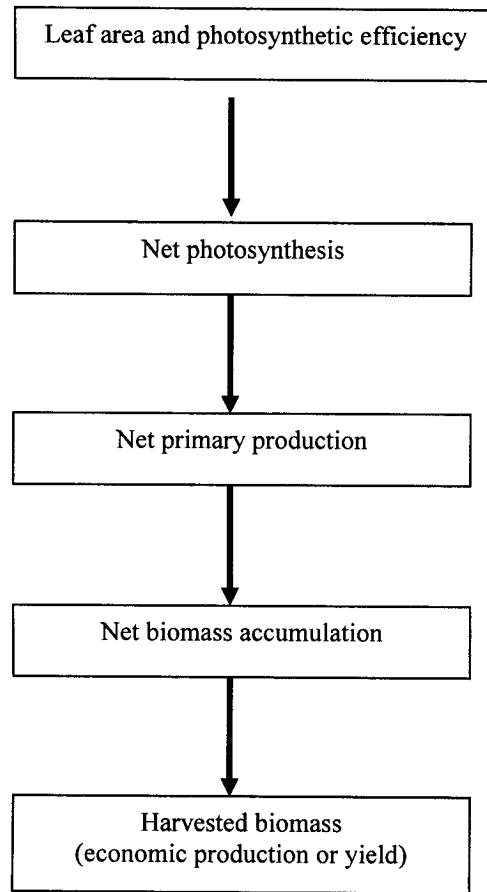 Leaf area and photosynthetic efficiency
Net photosynthesis
Net primary production
Net biomass accumulation
Harvested biomass
(economic production or yield)